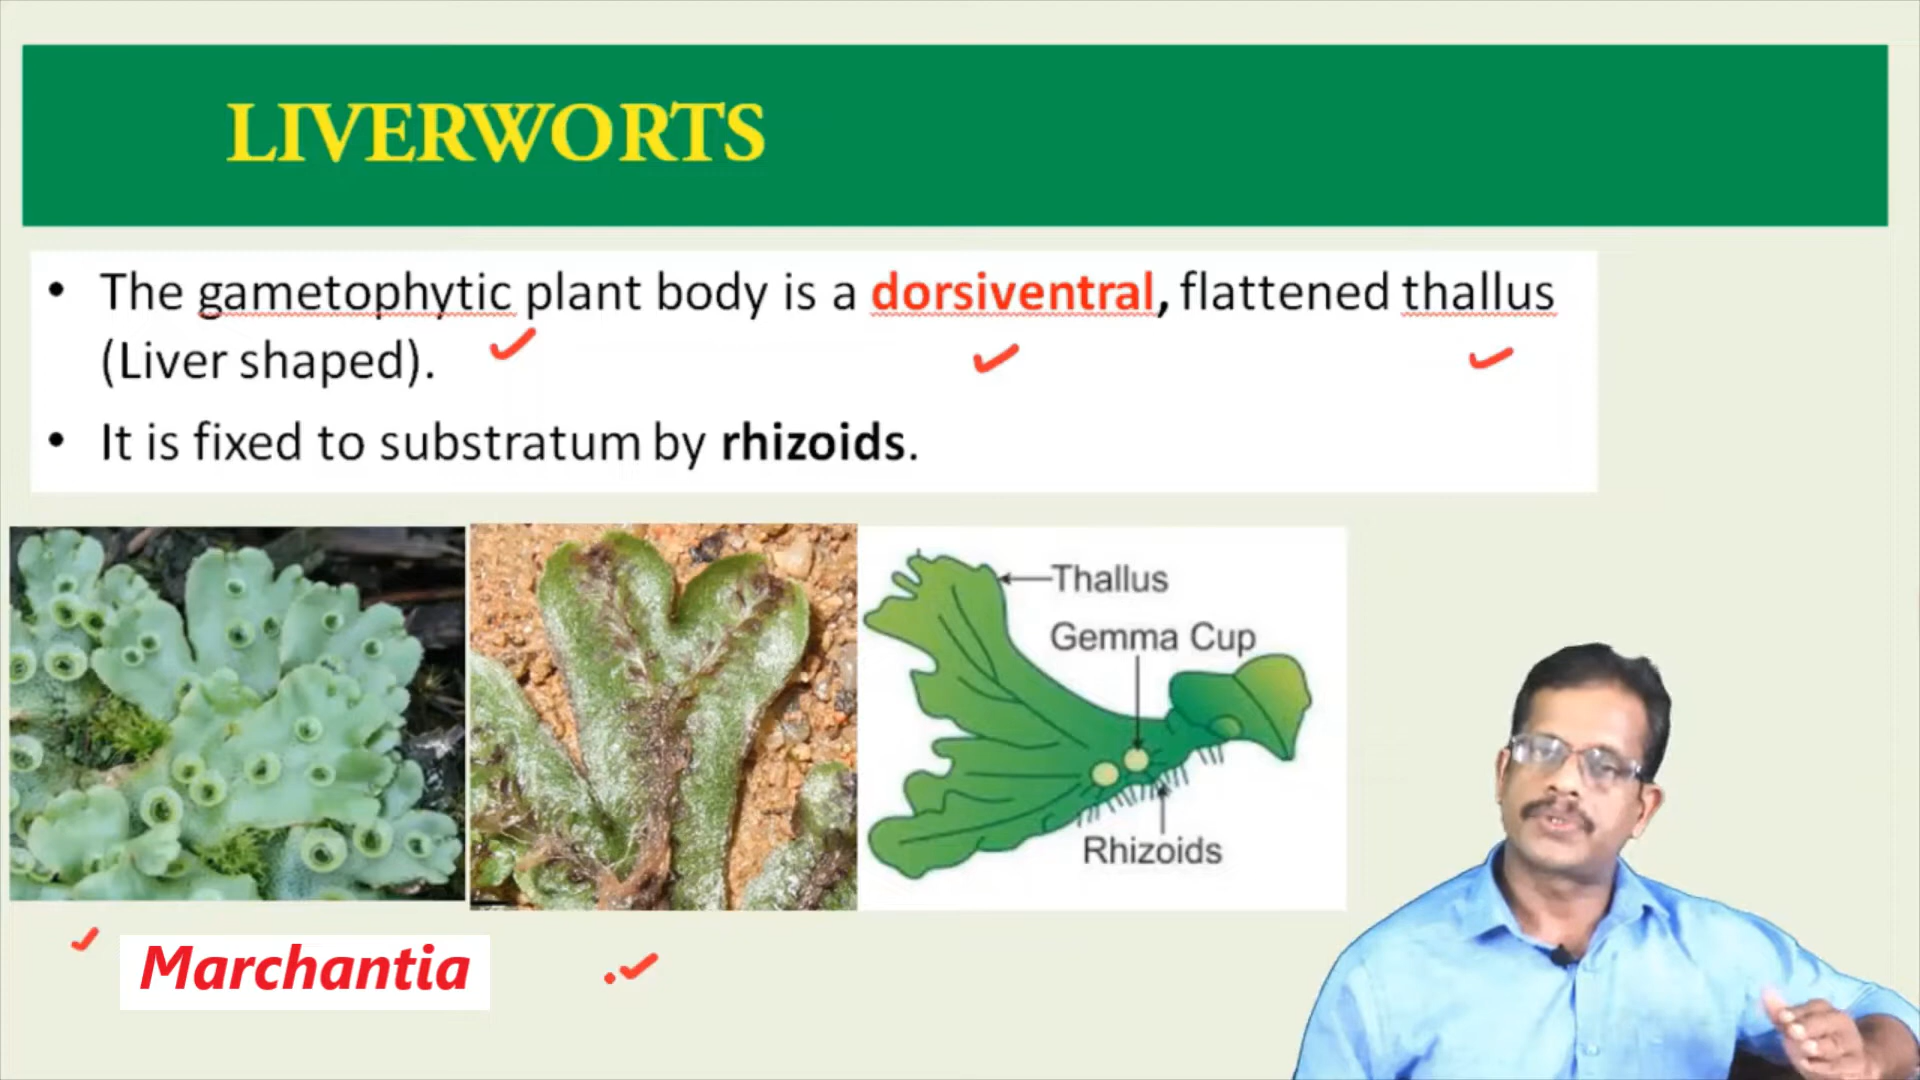 LIVERWORTS
• The gametophytic plant body is a dorsiventral, flattened thallus
(Liver shaped).
• It is fixed to substratum by rhizoids.
Thallus
Gemma Cup
Rhizoids
Marchantia